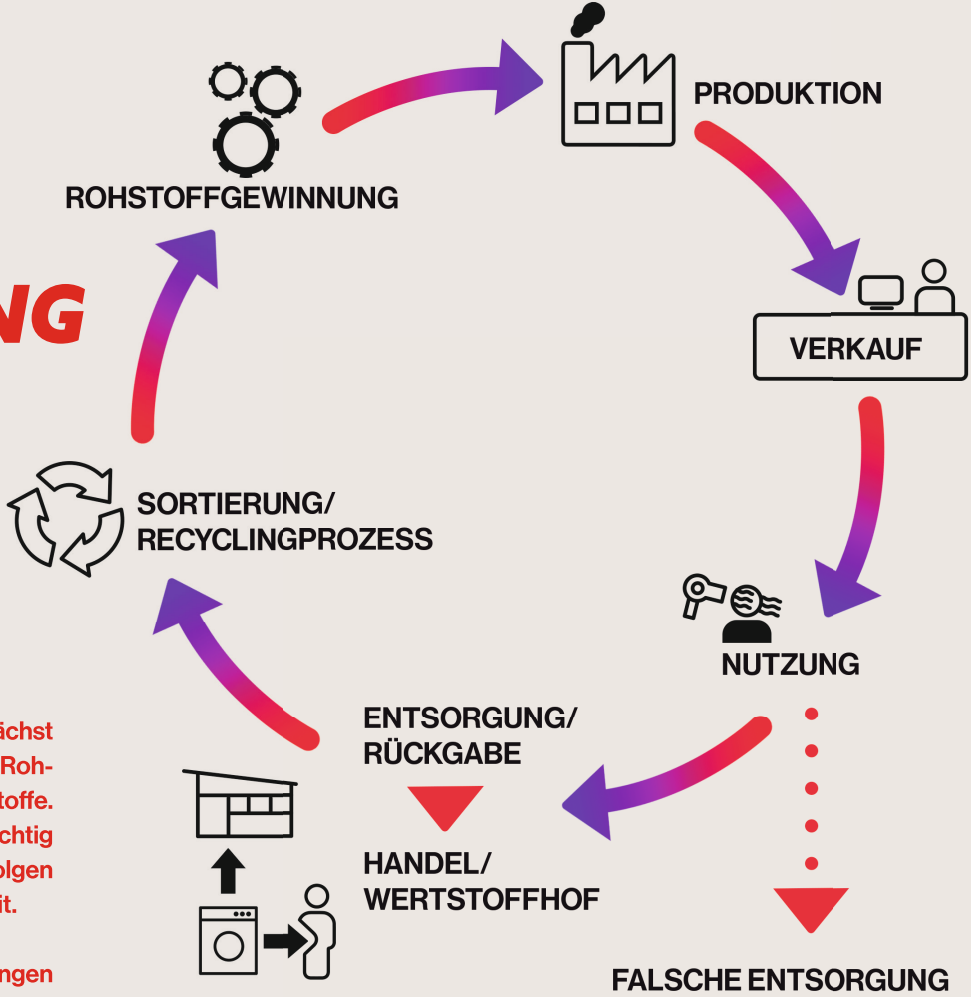 PRODUKTION
ROHSTOFFGEWINNUNG
NG
VERKAUF
SORTIERUNG/
RECYCLINGPROZESS
NUTZUNG
ENTSORGUNG/
RÜCKGABE
HANDEL/
WERTSTOFFHOF
FALSCHE ENTSORGUNG
ächst
Roh-
toffe.
chtig
olgen
it.
ngen